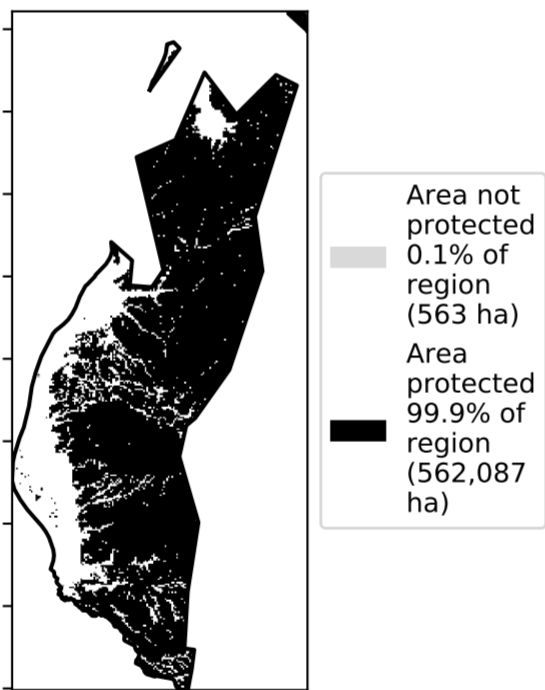 Area not
protected
0.1% of
region
(563 ha)
Area
protected
99.9% of
region
(562,087
ha)